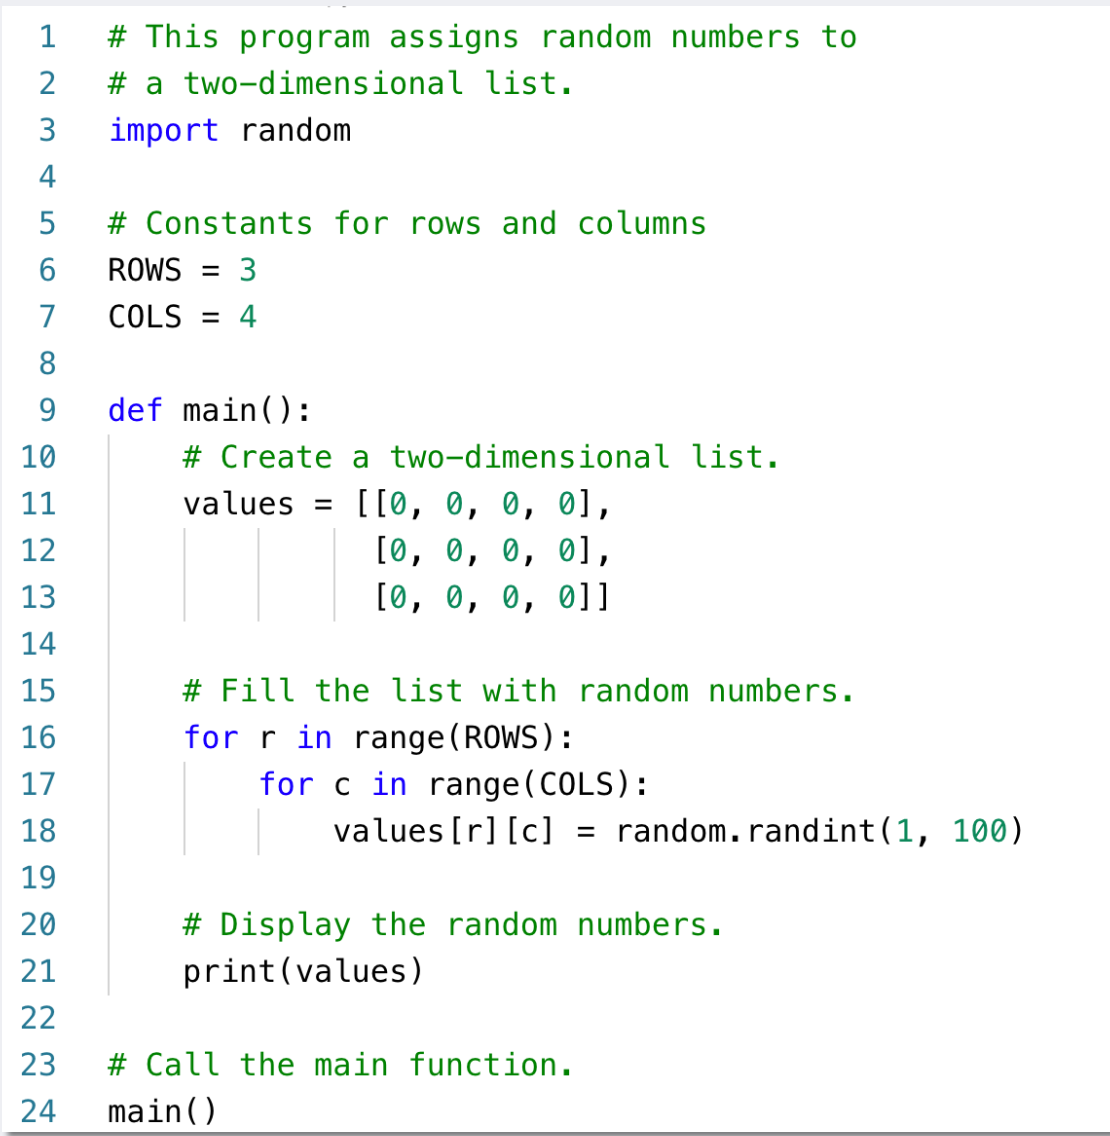 1 # This program assigns random numbers to
2 # a two-dimensional list.
3 import random
4
5 # Constants for rows and columns
6 ROWS = 3
7 COLS = 4
8
9 def main():
10     # Create a two-dimensional list.
11     values = [[0, 0, 0, 0],
12               [0, 0, 0, 0],
13               [0, 0, 0, 0]]
14
15     # Fill the list with random numbers.
16     for r in range(ROWS):
17         for c in range(COLS):
18             values[r][c] = random.randint(1, 100)
19
20     # Display the random numbers.
21     print(values)
22
23 # Call the main function.
24 main()